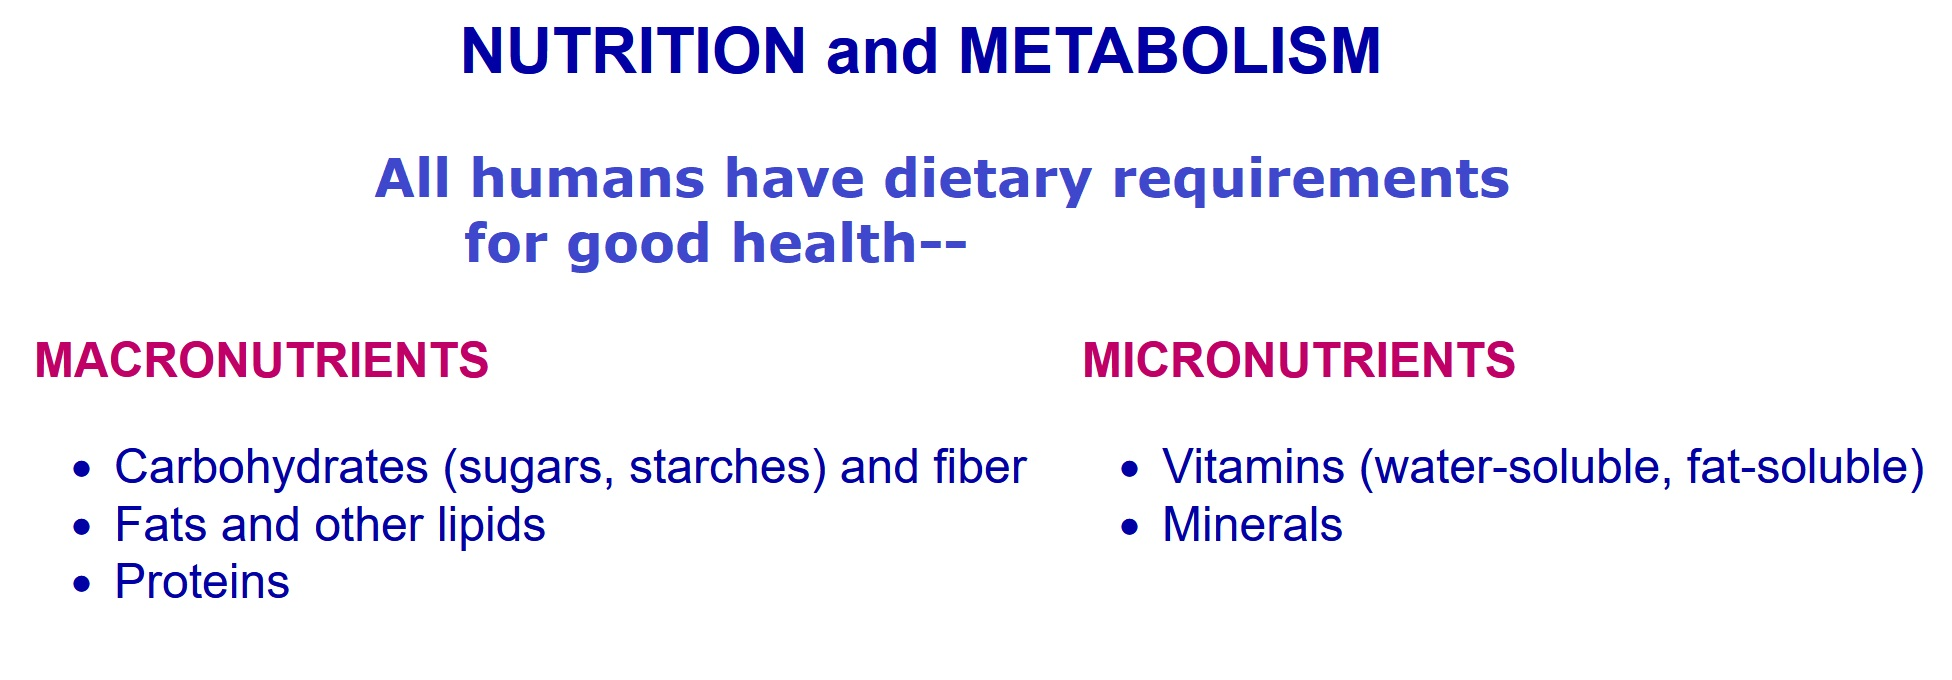 NUTRITION and METABOLISM
All humans have dietary requirements
for good health--
MACRONUTRIENTS
• Carbohydrates (sugars, starches) and fiber
• Fats and other lipids
• Proteins
MICRONUTRIENTS
• Vitamins (water-soluble, fat-soluble)
• Minerals